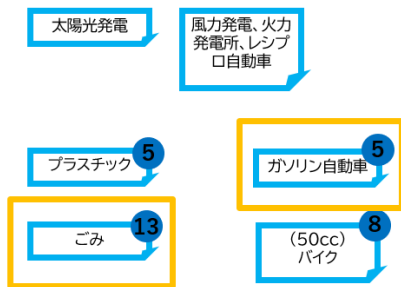 太陽光発電
風力発電、火力
発電所、レシプ
ロ自動車
プラスチック
5
ガソリン自動車
5
ごみ
13
(50cc)
バイク
8